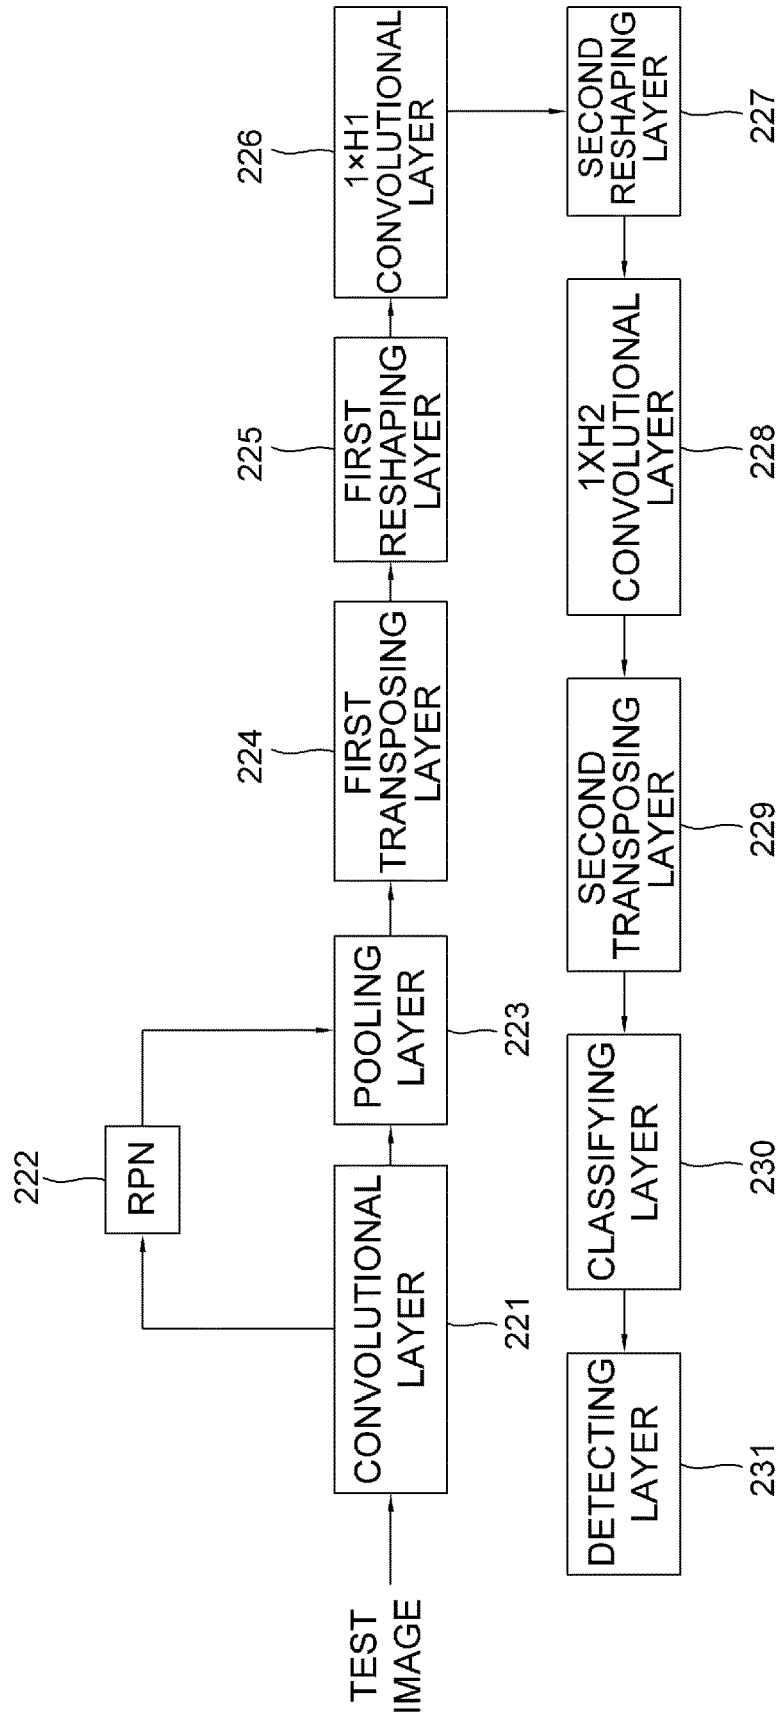 TEST
IMAGE
CONVOLUTIONAL
LAYER
221
RPN
222
POOLING
LAYER
223
FIRST
TRANSPOSING
LAYER
224
FIRST
RESHAPING
LAYER
225
1×H1
CONVOLUTIONAL
LAYER
226
SECOND
RESHAPING
LAYER
227
1XH2
CONVOLUTIONAL
LAYER
228
SECOND
TRANSPOSING
LAYER
229
CLASSIFYING
LAYER
230
DETECTING
LAYER
231